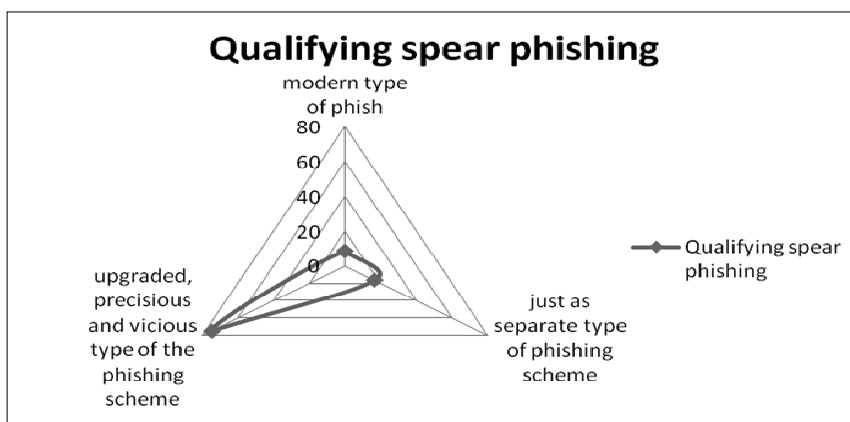 Qualifying spear phishing
modern type
of phish
80
60
40
20
0
Qualifying spear
phishing
upgraded,
precisious
and vicious
type of the
phishing
scheme
just as
separate type
of phishing
scheme